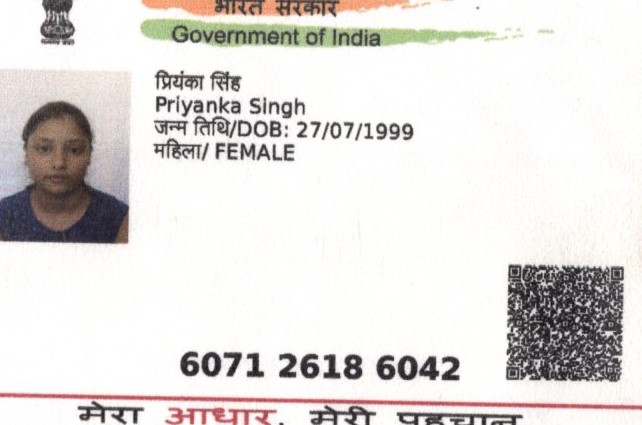 भारत सरकार
Government of India
प्रियंका सिंह
Priyanka Singh
जन्म तिथि/DOB: 27/07/1999
महिला/ FEMALE
6071 2618 6042
मेरा आधार, मेरी पहचान